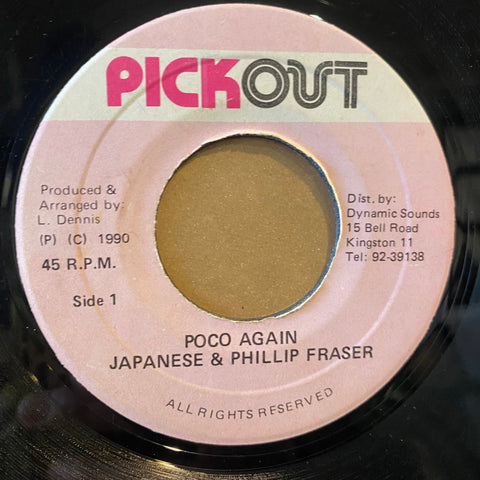 PICKOUT
Produced &
Arranged by:
L. Dennis
(P) (C) 1990
45 R.P.M.
Side 1
Dist. by:
Dynamic Sounds
15 Bell Road
Kingston 11
Tel: 92-39138
POCO AGAIN
JAPANESE & PHILLIP FRASER
ALL RIGHTS RESERVED